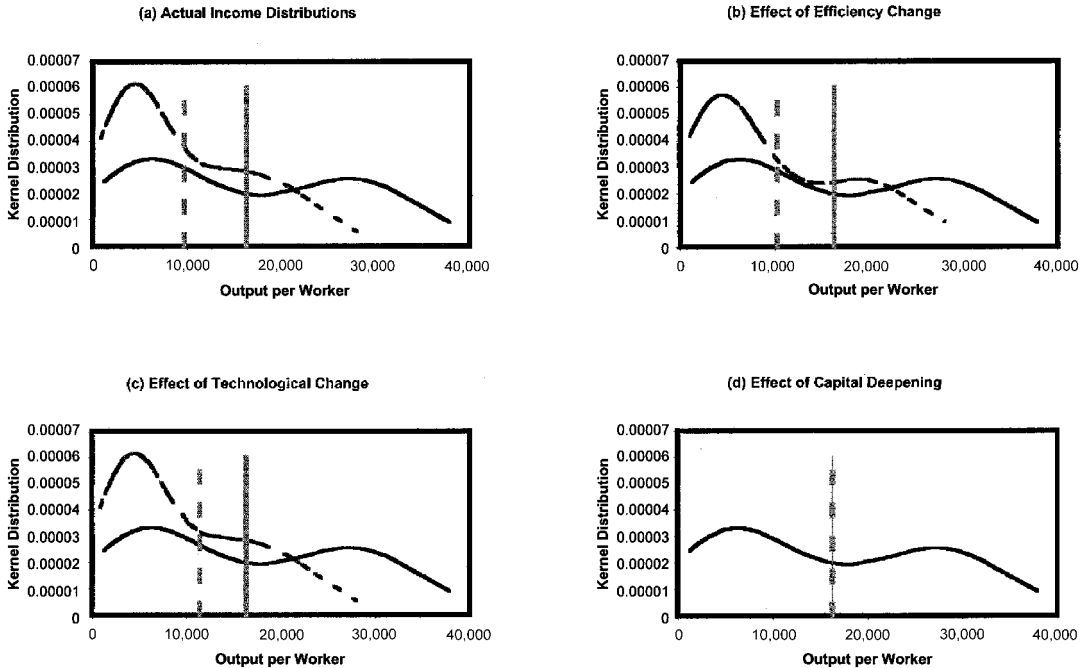 (a) Actual Income Distributions
Kernel Distribution
0.00007
0.00006
0.00005
0.00004
0.00003
0.00002
0.00001
0
0 10,000 20,000 30,000 40,000
Output per Worker
(b) Effect of Efficiency Change
Kernel Distribution
0.00007
0.00006
0.00005
0.00004
0.00003
0.00002
0.00001
0
0 10,000 20,000 30,000 40,000
Output per Worker
(c) Effect of Technological Change
Kernel Distribution
0.00007
0.00006
0.00005
0.00004
0.00003
0.00002
0.00001
0
0 10,000 20,000 30,000 40,000
Output per Worker
(d) Effect of Capital Deepening
Kernel Distribution
0.00007
0.00006
0.00005
0.00004
0.00003
0.00002
0.00001
0
0 10,000 20,000 30,000 40,000
Output per Worker